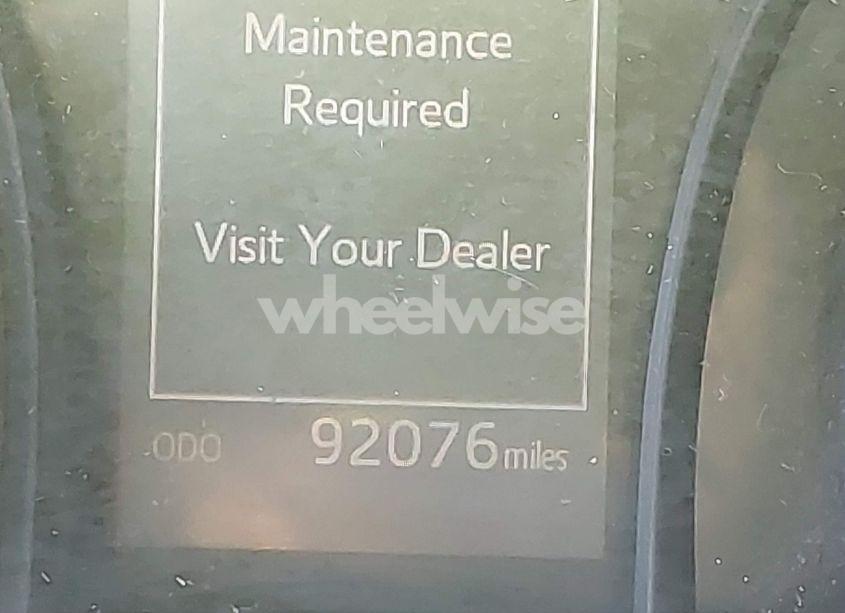 Maintenance
Required
Visit Your Dealer
wheelwise
ODO 92076 miles